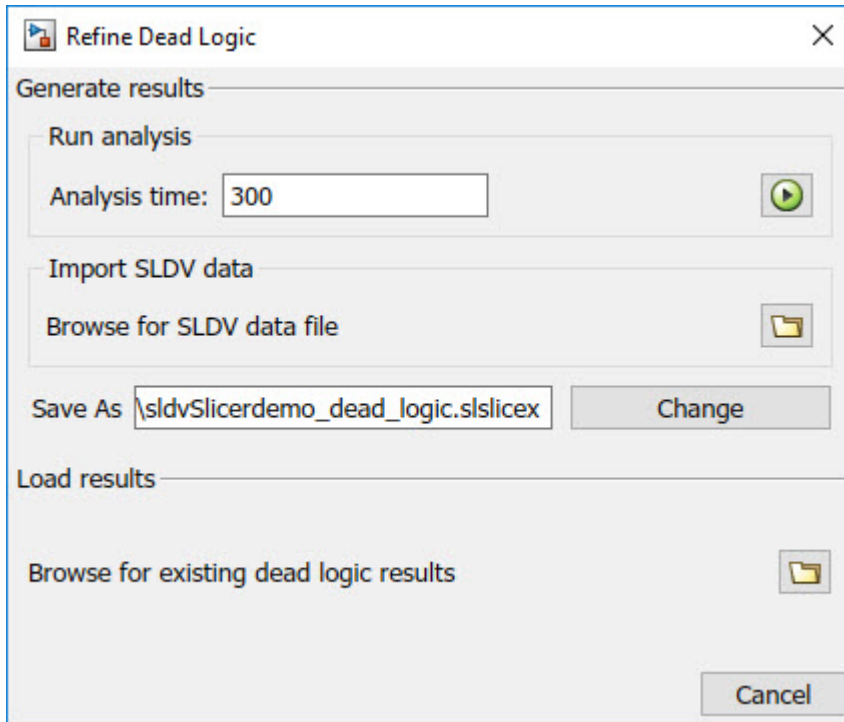 Refine Dead Logic
Generate results
Run analysis
Analysis time: 300
Import SLDV data
Browse for SLDV data file
Save As \sldvSlicerdemo_dead_logic.slslicex Change
Load results
Browse for existing dead logic results
Cancel